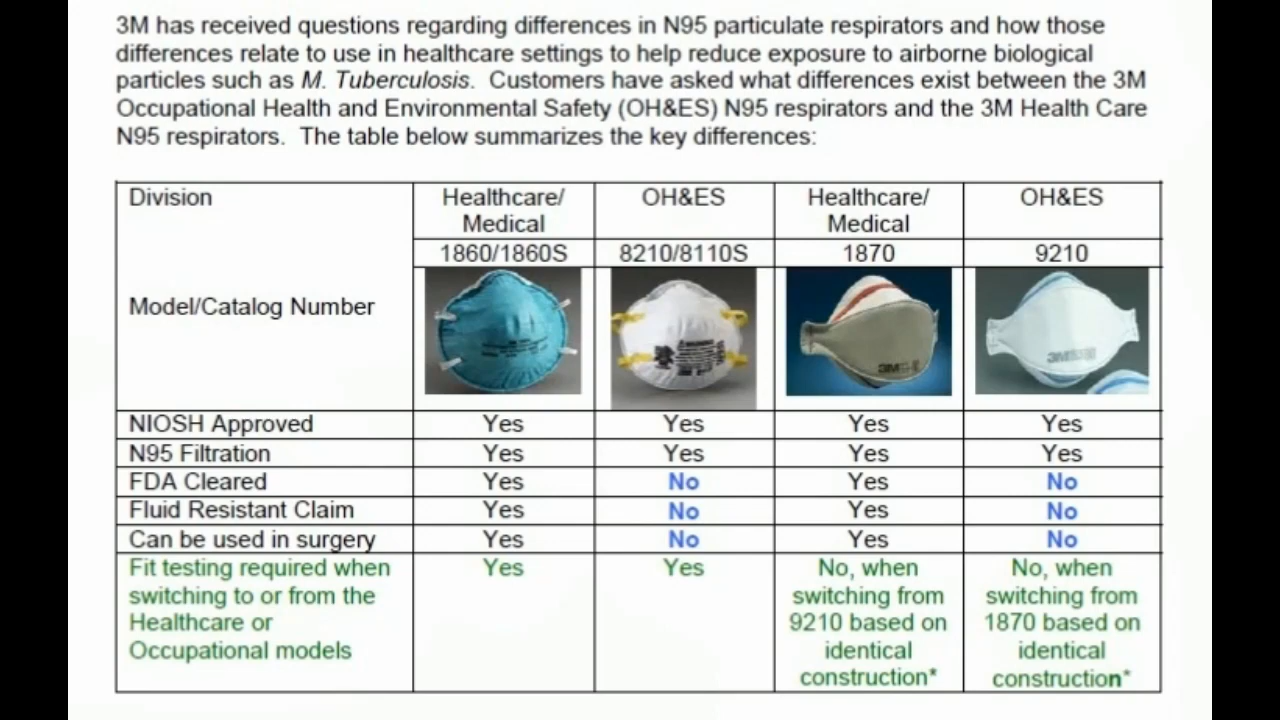 3M has received questions regarding differences in N95 particulate respirators and how those
differences relate to use in healthcare settings to help reduce exposure to airborne biological
particles such as M. Tuberculosis. Customers have asked what differences exist between the 3M
Occupational Health and Environmental Safety (OH&ES) N95 respirators and the 3M Health Care
N95 respirators. The table below summarizes the key differences:
Division Healthcare/ Medical OH&ES Healthcare/ Medical OH&ES
Model/Catalog Number 1860/1860S 8210/8110S 1870 9210
3M
3M
NIOSH Approved Yes Yes Yes Yes
N95 Filtration Yes Yes Yes Yes
FDA Cleared Yes No Yes No
Fluid Resistant Claim Yes No Yes No
Can be used in surgery Yes No Yes No
Fit testing required when Yes Yes No, when No, when
switching to or from the switching from switching from
Healthcare or 9210 based on 1870 based on
Occupational models identical identical
construction* construction*